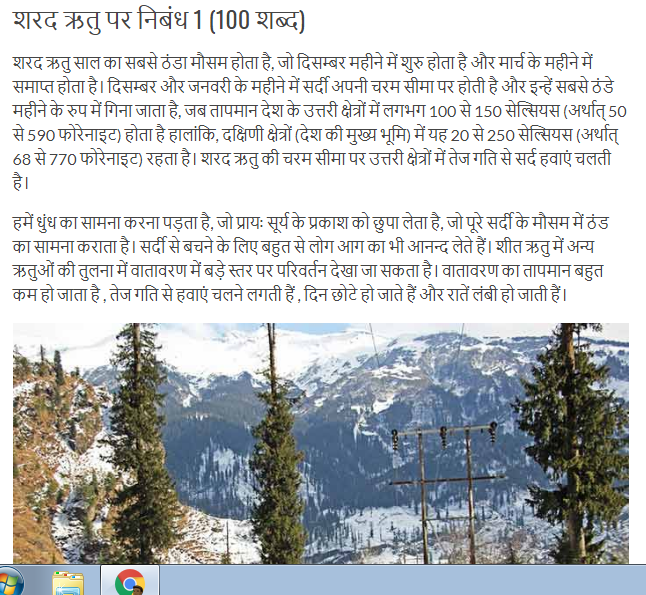 शरद ऋतु पर निबंध 1 (100 शब्द)
शरद ऋतु साल का सबसे ठंडा मौसम होता है, जो दिसम्बर महीने में शुरु होता है और मार्च के महीने में
समाप्त होता है। दिसम्बर और जनवरी के महीने में सर्दी अपनी चरम सीमा पर होती है और इन्हें सबसे ठंडे
महीने के रुप में गिना जाता है, जब तापमान देश के उत्तरी क्षेत्रों में लगभग 100 से 150 सेल्सियस (अर्थात् 50
से 590 फोरेनाइट) होता है हालांकि, दक्षिणी क्षेत्रों (देश की मुख्य भूमि) में यह 20 से 250 सेल्सियस (अर्थात्
68 से 770 फोरेनाइट) रहता है। शरद ऋतु की चरम सीमा पर उत्तरी क्षेत्रों में तेज गति से सर्द हवाएं चलती
है।
हमें धुंध का सामना करना पड़ता है, जो प्रायः सूर्य के प्रकाश को छुपा लेता है, जो पूरे सर्दी के मौसम में ठंड
का सामना कराता है। सर्दी से बचने के लिए बहुत से लोग आग का भी आनन्द लेते हैं। शीत ऋतु में अन्य
ऋतुओं की तुलना में वातावरण में बड़े स्तर पर परिवर्तन देखा जा सकता है। वातावरण का तापमान बहुत
कम हो जाता है , तेज गति से हवाएं चलने लगती हैं , दिन छोटे हो जाते हैं और रातें लंबी हो जाती हैं।